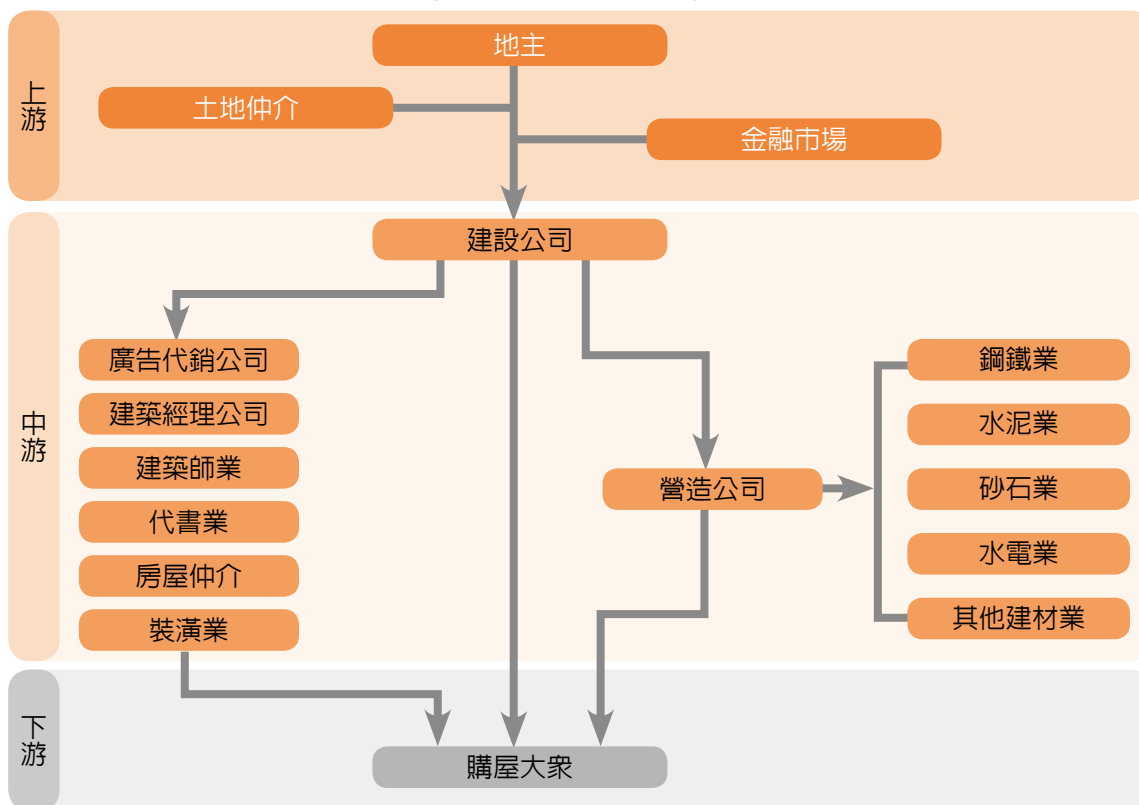 上游
地主
土地仲介
金融市場
中游
建設公司
廣告代銷公司
建築經理公司
建築師業
代書業
房屋仲介
裝潢業
營造公司
鋼鐵業
水泥業
砂石業
水電業
其他建材業
下游
購屋大眾